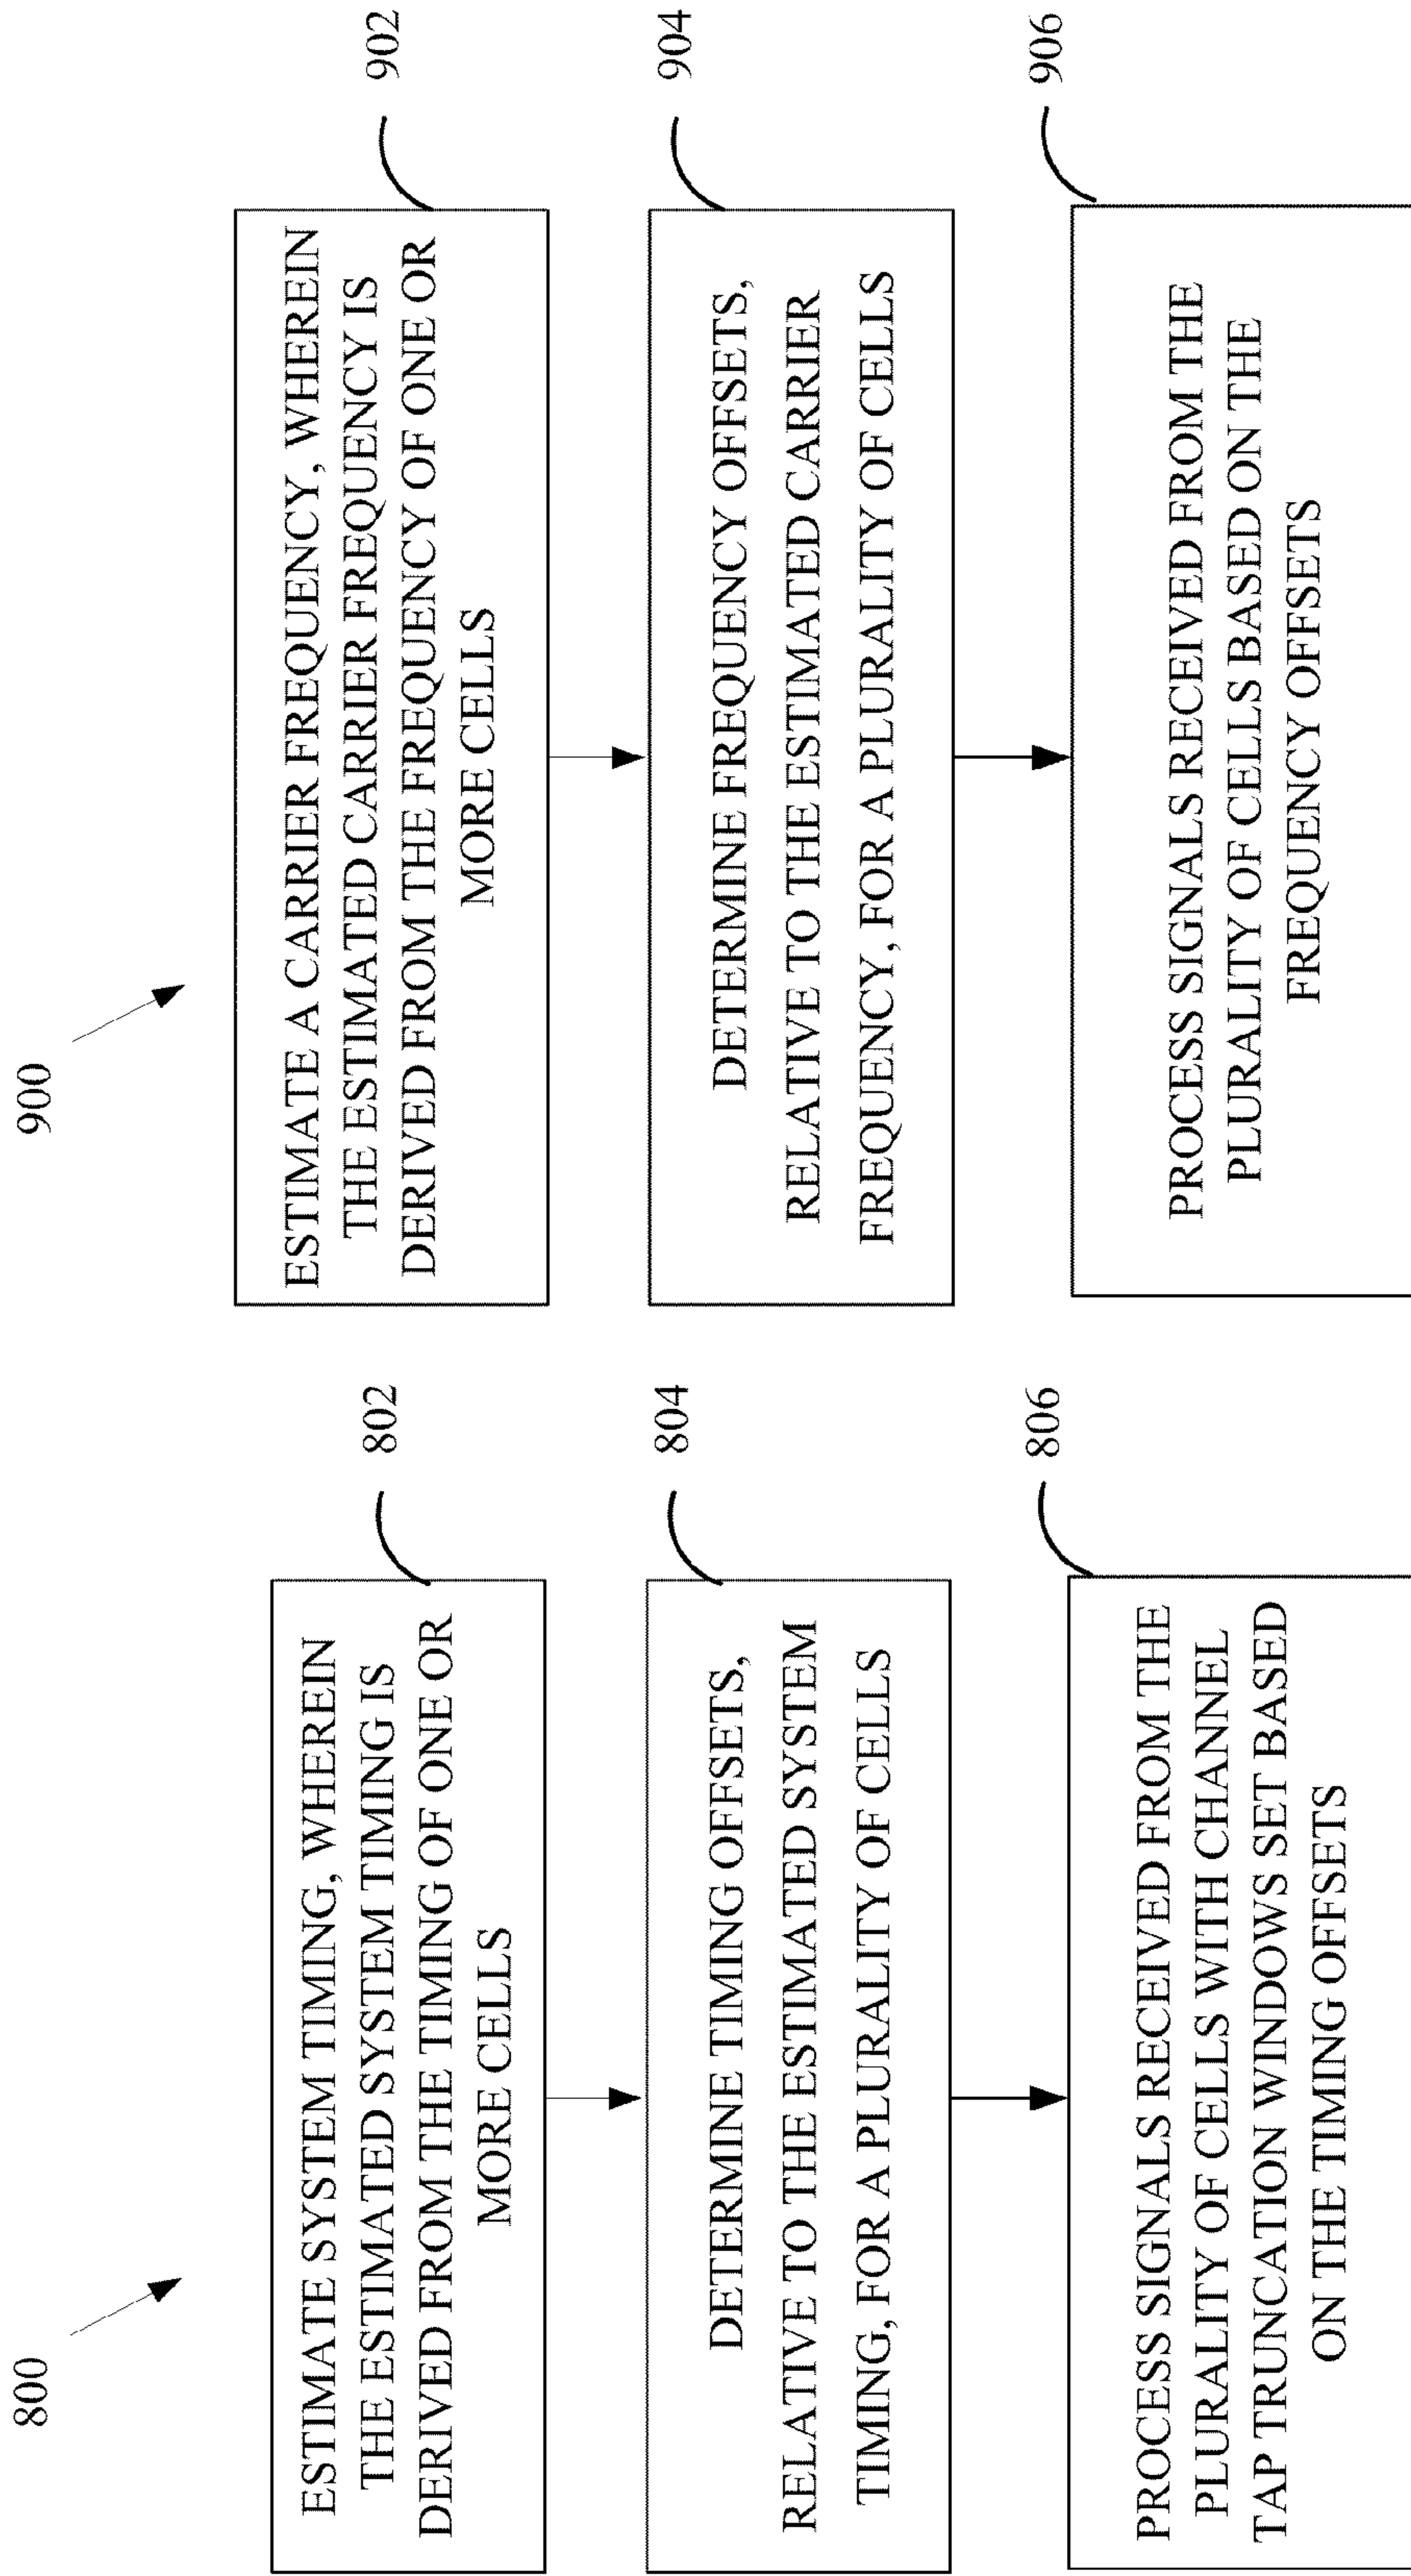 800
ESTIMATE SYSTEM TIMING, WHEREIN
THE ESTIMATED SYSTEM TIMING IS
DERIVED FROM THE TIMING OF ONE OR
MORE CELLS
802
DETERMINE TIMING OFFSETS,
RELATIVE TO THE ESTIMATED SYSTEM
TIMING, FOR A PLURALITY OF CELLS
804
PROCESS SIGNALS RECEIVED FROM THE
PLURALITY OF CELLS WITH CHANNEL
TAP TRUNCATION WINDOWS SET BASED
ON THE TIMING OFFSETS
806
900
ESTIMATE A CARRIER FREQUENCY, WHEREIN
THE ESTIMATED CARRIER FREQUENCY IS
DERIVED FROM THE FREQUENCY OF ONE OR
MORE CELLS
902
DETERMINE FREQUENCY OFFSETS,
RELATIVE TO THE ESTIMATED CARRIER
FREQUENCY, FOR A PLURALITY OF CELLS
904
PROCESS SIGNALS RECEIVED FROM THE
PLURALITY OF CELLS BASED ON THE
FREQUENCY OFFSETS
906